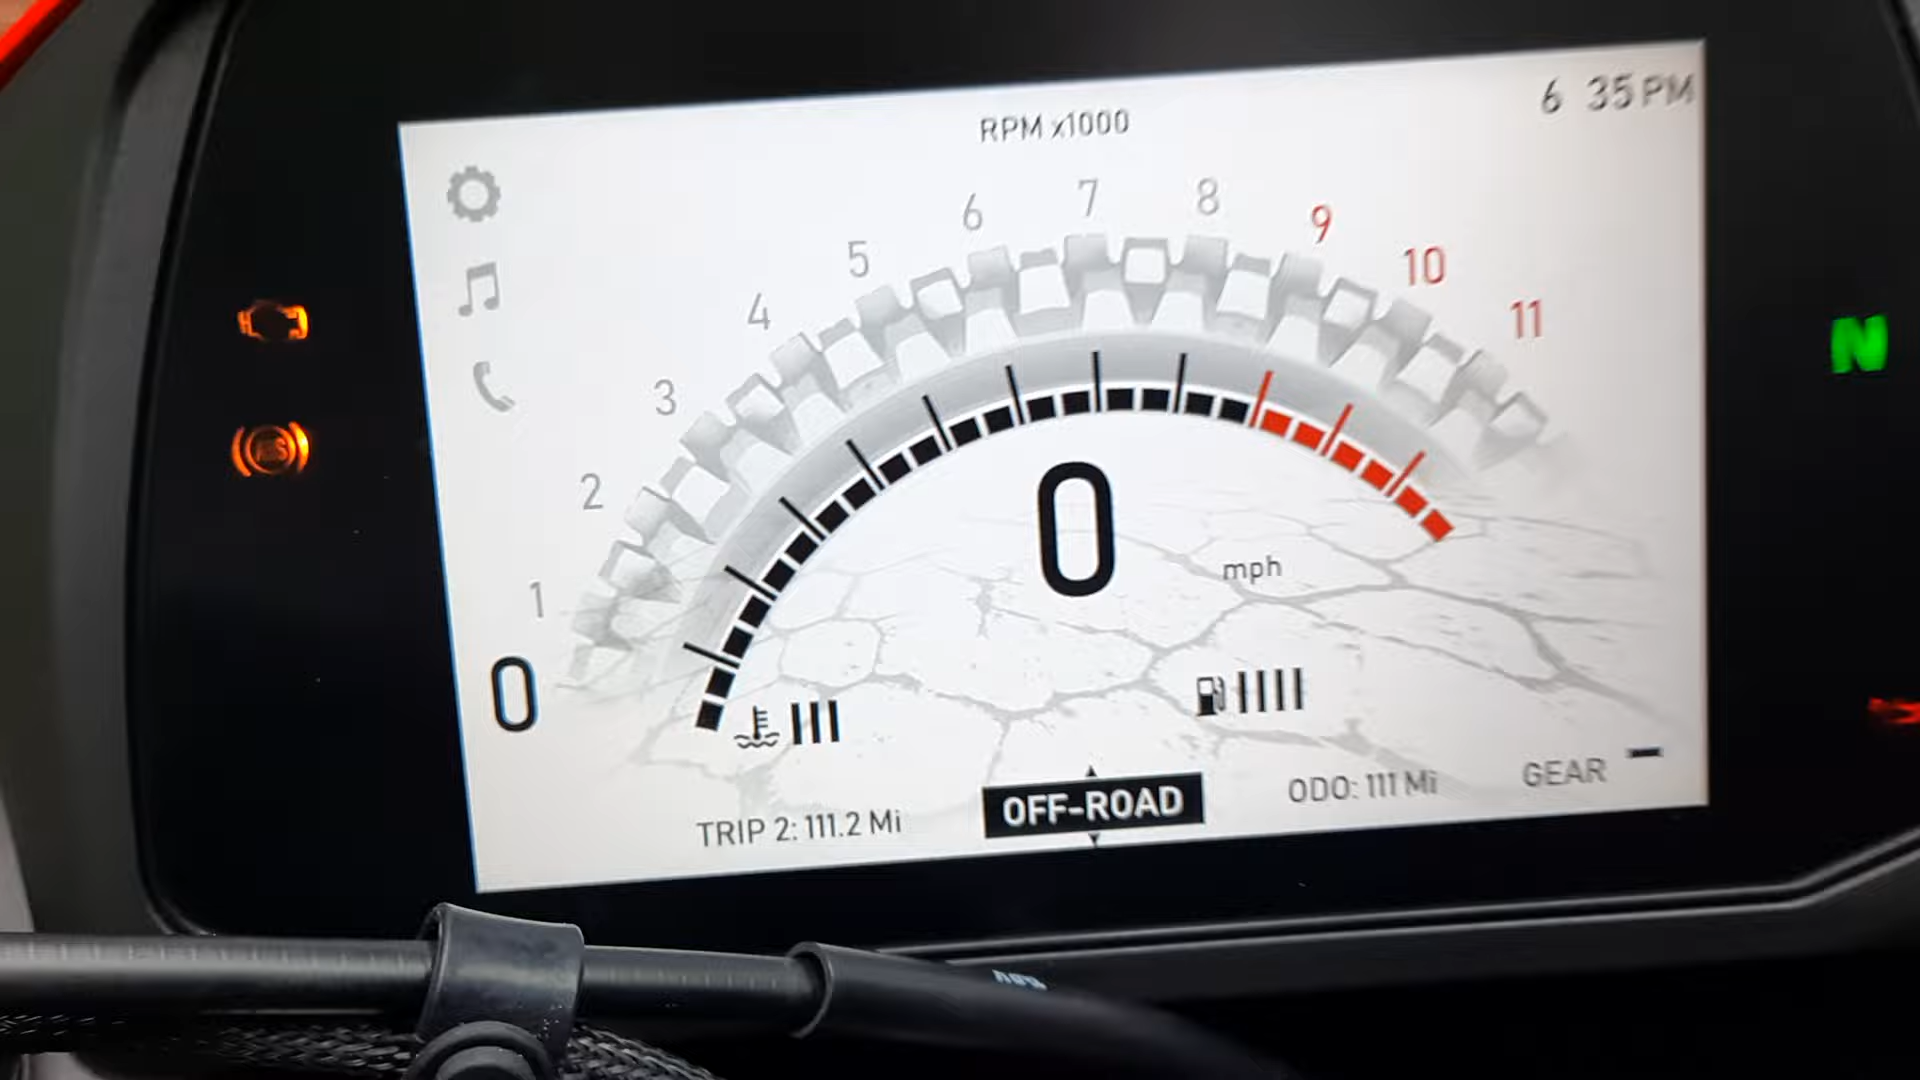 6 35 PM
RPM x1000
0
1
2
3
4
5
6
7
8
9
10
11
0
mph
ABS
N
TRIP 2: 111.2 Mi
OFF-ROAD
ODO: 111 Mi
GEAR –